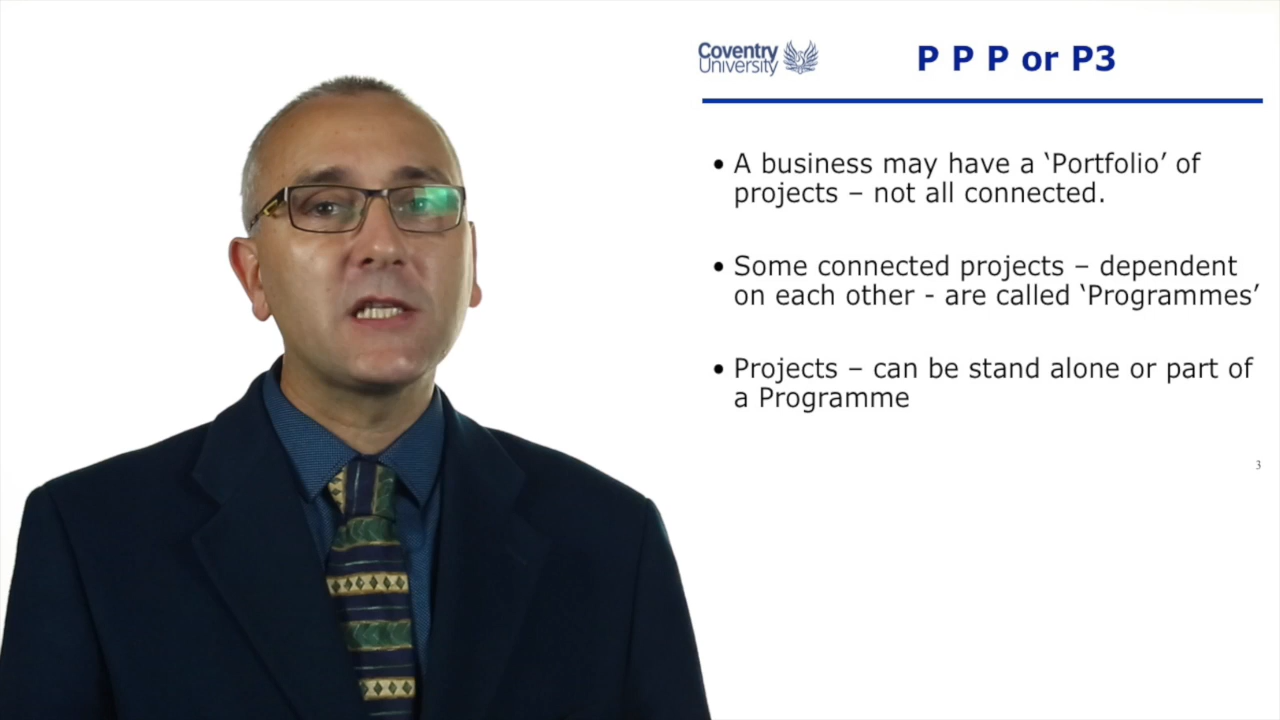 Coventry
University
P P P or P3
• A business may have a ‘Portfolio’ of
projects – not all connected.
• Some connected projects – dependent
on each other - are called ‘Programmes’
• Projects – can be stand alone or part of
a Programme
3